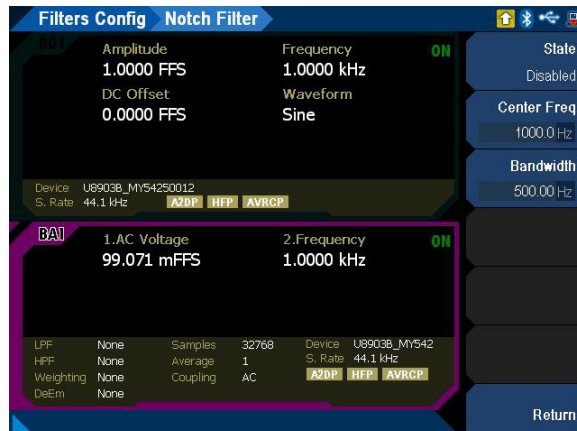 Filters Config Notch Filter
BG1
Amplitude Frequency ON
1.0000 FFS 1.0000 kHz
DC Offset Waveform
0.0000 FFS Sine
Device U8903B_MY54250012
S. Rate 44.1 kHz A2DP HFP AVRCP
BA1
1.AC Voltage 2.Frequency ON
99.071 mFFS 1.0000 kHz
LPF None Samples 32768 Device U8903B_MY542
HPF None Average 1 S. Rate 44.1 kHz
Weighting None Coupling AC A2DP HFP AVRCP
DeEm None
State
Disabled
Center Freq
1000.0 Hz
Bandwidth
500.00 Hz
Return